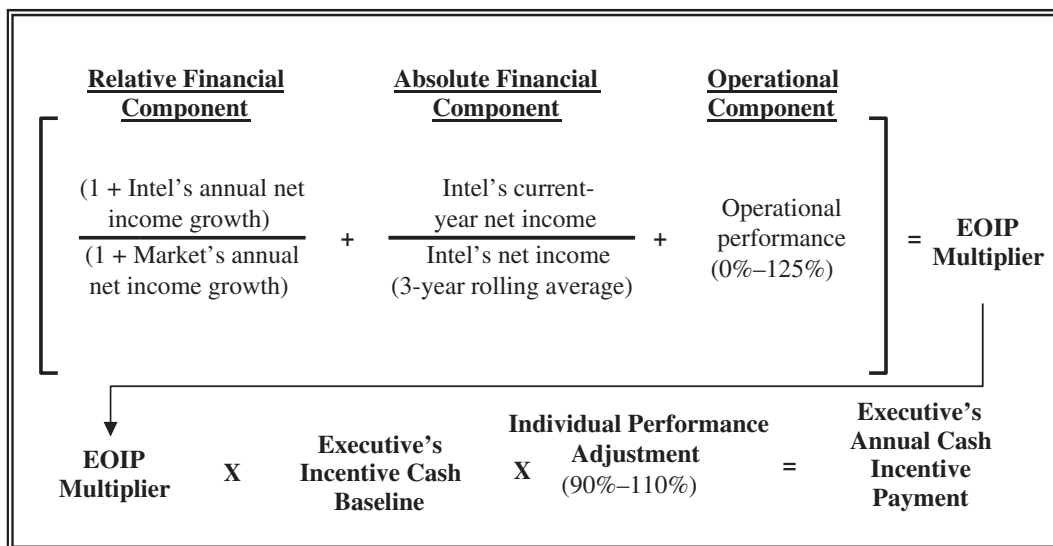 Relative Financial
Component
Absolute Financial
Component
Operational
Component
(1 + Intel’s annual net
income growth)
(1 + Market’s annual
net income growth)
+
Intel’s current-
year net income
Intel’s net income
(3-year rolling average)
+
Operational
performance
(0%–125%)
=
EOIP
Multiplier
EOIP
Multiplier
X
Executive’s
Incentive Cash
Baseline
X
Individual Performance
Adjustment
(90%–110%)
=
Executive’s
Annual Cash
Incentive
Payment